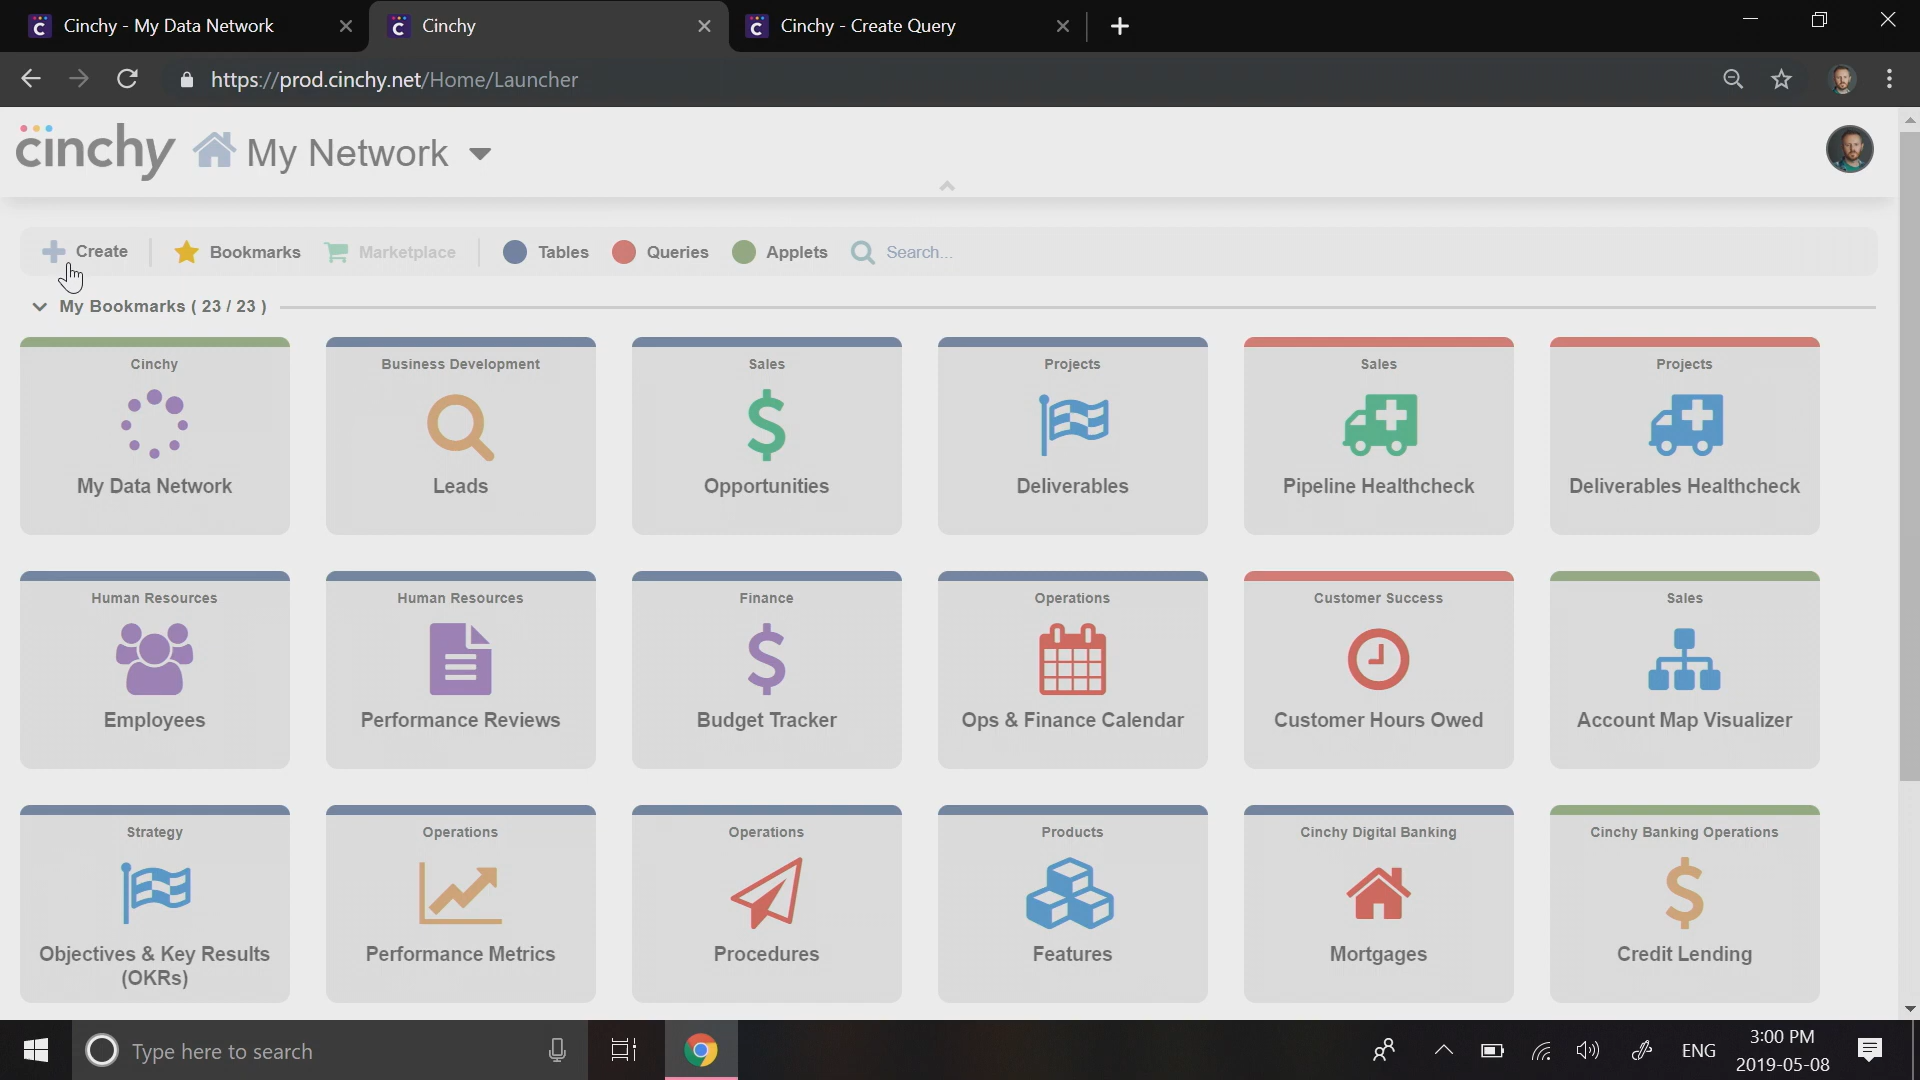 Cinchy - My Data Network
Cinchy
Cinchy - Create Query
https://prod.cinchy.net/Home/Launcher
cinchy My Network
Create
Bookmarks
Marketplace
Tables
Queries
Applets
Search...
My Bookmarks ( 23 / 23 )
Cinchy
My Data Network
Business Development
Leads
Sales
Opportunities
Projects
Deliverables
Sales
Pipeline Healthcheck
Projects
Deliverables Healthcheck
Human Resources
Employees
Human Resources
Performance Reviews
Finance
Budget Tracker
Operations
Ops & Finance Calendar
Customer Success
Customer Hours Owed
Sales
Account Map Visualizer
Strategy
Objectives & Key Results
(OKRs)
Operations
Performance Metrics
Operations
Procedures
Products
Features
Cinchy Digital Banking
Mortgages
Cinchy Banking Operations
Credit Lending
Type here to search
ENG
3:00 PM
2019-05-08